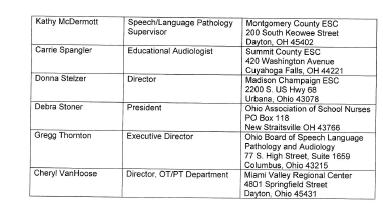 Kathy McDermott Speech/Language Pathology Montgomery County ESC
Supervisor 200 South Keowee Street
Dayton, OH 45402
Carrie Spangler Educational Audiologist Summit County ESC
420 Washington Avenue
Cuyahoga Falls, OH 44221
Donna Stelzer Director Madison Champaign ESC
2200 S. US Hwy 68
Urbana, Ohio 43078
Debra Stoner President Ohio Association of School Nurses
PO Box 118
New Straitsville OH 43766
Gregg Thornton Executive Director Ohio Board of Speech Language
Pathology and Audiology
77 S. High Street, Suite 1659
Columbus, Ohio 43215
Cheryl VanHoose Director, OT/PT Department Miami Valley Regional Center
4801 Springfield Street
Dayton, Ohio 45431